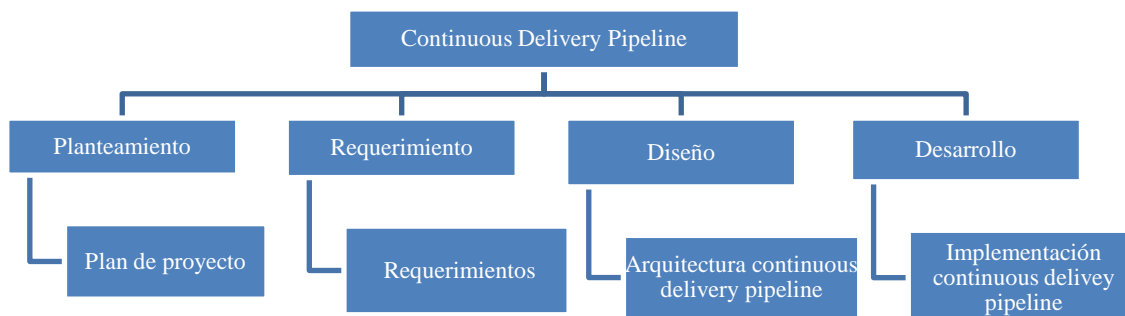 Continuous Delivery Pipeline
Planteamiento
Requerimiento
Diseño
Desarrollo
Plan de proyecto
Requerimientos
Arquitectura continuous
delivery pipeline
Implementación
continuous delivey
pipeline